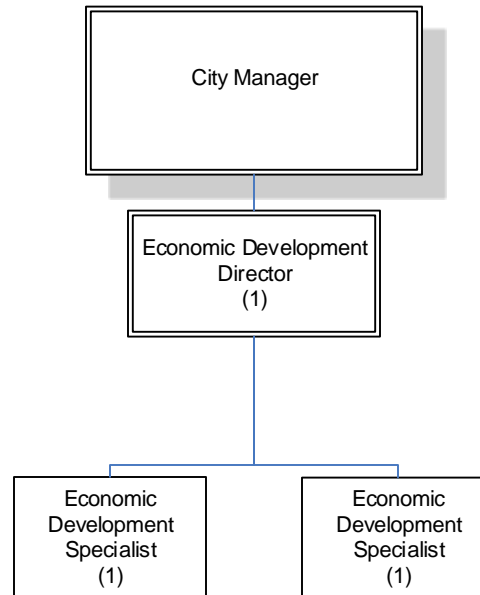 City Manager
Economic Development
Director
(1)
Economic
Development
Specialist
(1)
Economic
Development
Specialist
(1)